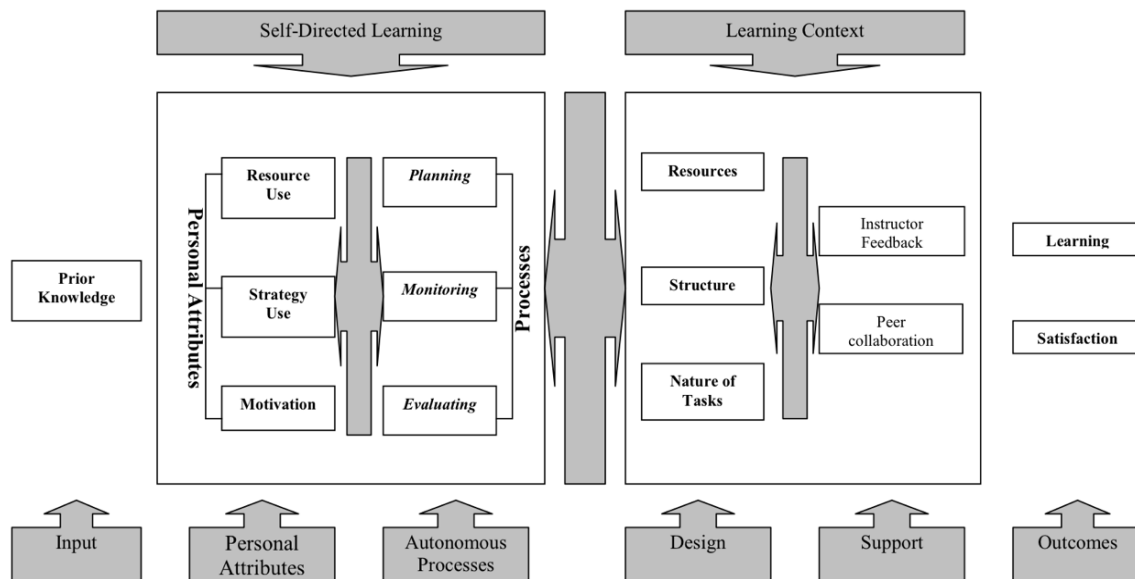 Self-Directed Learning
Learning Context
Prior
Knowledge
Personal Attributes
Resource
Use
Strategy
Use
Motivation
Planning
Monitoring
Evaluating
Processes
Resources
Structure
Nature of
Tasks
Instructor
Feedback
Peer
collaboration
Learning
Satisfaction
Input
Personal
Attributes
Autonomous
Processes
Design
Support
Outcomes